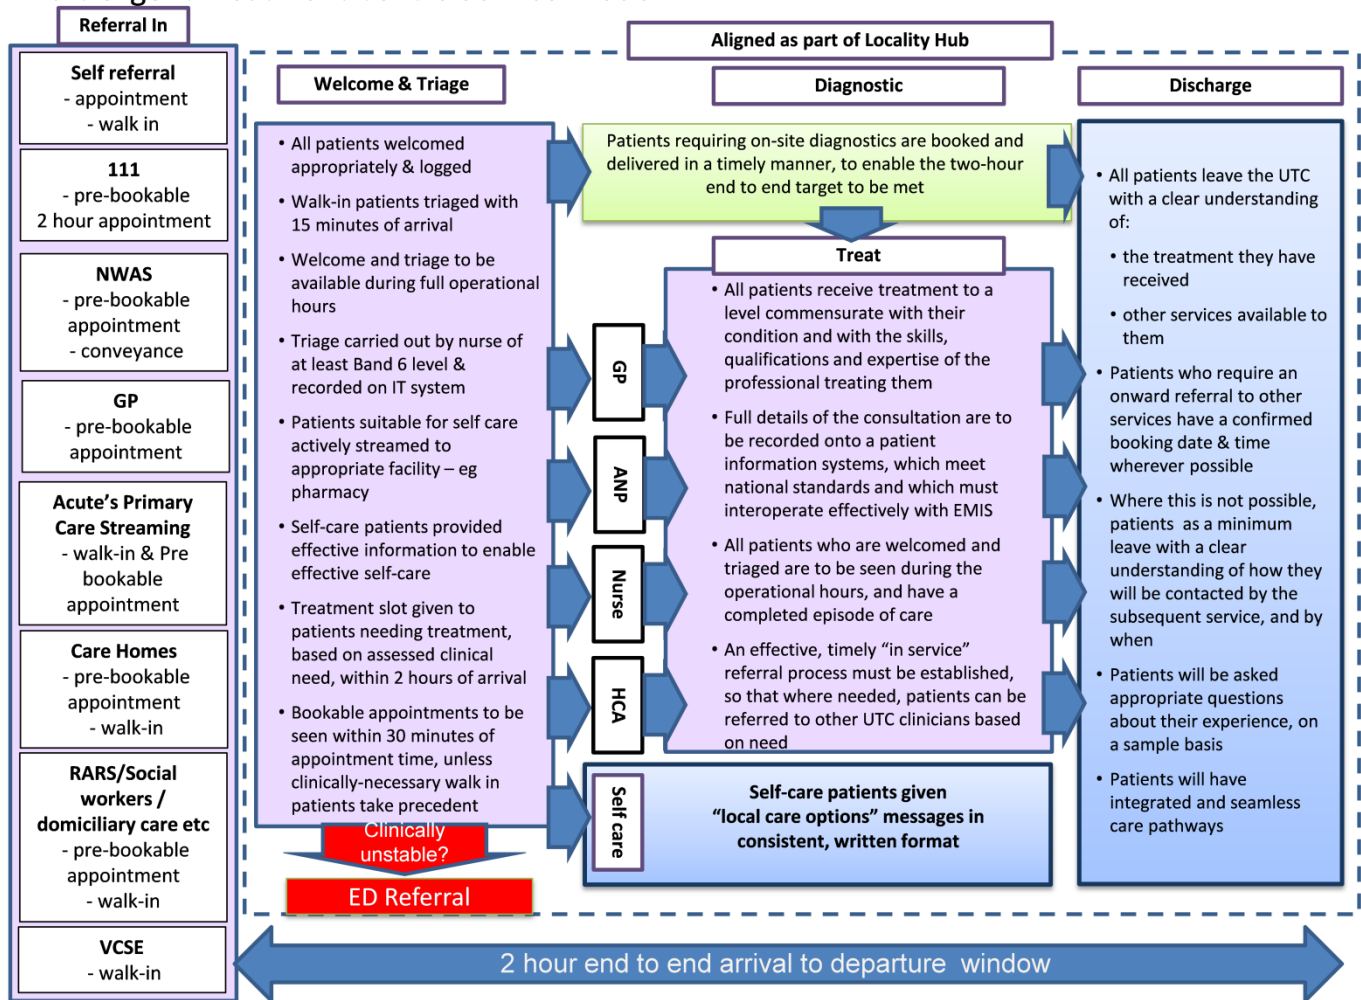 Referral In
Self referral
- appointment
- walk in
111
- pre-bookable
2 hour appointment
NWAS
- pre-bookable
appointment
- conveyance
GP
- pre-bookable
appointment
Acute's Primary
Care Streaming
- walk-in & Pre
bookable
appointment
Care Homes
- pre-bookable
appointment
- walk-in
RARS/Social
workers /
domiciliary care etc
- pre-bookable
appointment
- walk-in
VCSE
- walk-in
Aligned as part of Locality Hub
Welcome & Triage
• All patients welcomed
appropriately & logged
• Walk-in patients triaged with
15 minutes of arrival
• Welcome and triage to be
available during full operational
hours
• Triage carried out by nurse of
at least Band 6 level &
recorded on IT system
• Patients suitable for self care
actively streamed to
appropriate facility – eg
pharmacy
• Self-care patients provided
effective information to enable
effective self-care
• Treatment slot given to
patients needing treatment,
based on assessed clinical
need, within 2 hours of arrival
• Bookable appointments to be
seen within 30 minutes of
appointment time, unless
clinically-necessary walk in
patients take precedent
Clinically
unstable?
ED Referral
Diagnostic
Patients requiring on-site diagnostics are booked and
delivered in a timely manner, to enable the two-hour
end to end target to be met
GP
ANP
Nurse
HCA
Self care
Treat
• All patients receive treatment to a
level commensurate with their
condition and with the skills,
qualifications and expertise of the
professional treating them
• Full details of the consultation are to
be recorded onto a patient
information systems, which meet
national standards and which must
interoperate effectively with EMIS
• All patients who are welcomed and
triaged are to be seen during the
operational hours, and have a
completed episode of care
• An effective, timely "in service"
referral process must be established,
so that where needed, patients can be
referred to other UTC clinicians based
on need
Self-care patients given
"local care options" messages in
consistent, written format
Discharge
• All patients leave the UTC
with a clear understanding
of:
• the treatment they have
received
• other services available to
them
• Patients who require an
onward referral to other
services have a confirmed
booking date & time
wherever possible
• Where this is not possible,
patients as a minimum
leave with a clear
understanding of how they
will be contacted by the
subsequent service, and by
when
• Patients will be asked
appropriate questions
about their experience, on
a sample basis
• Patients will have
integrated and seamless
care pathways
2 hour end to end arrival to departure window